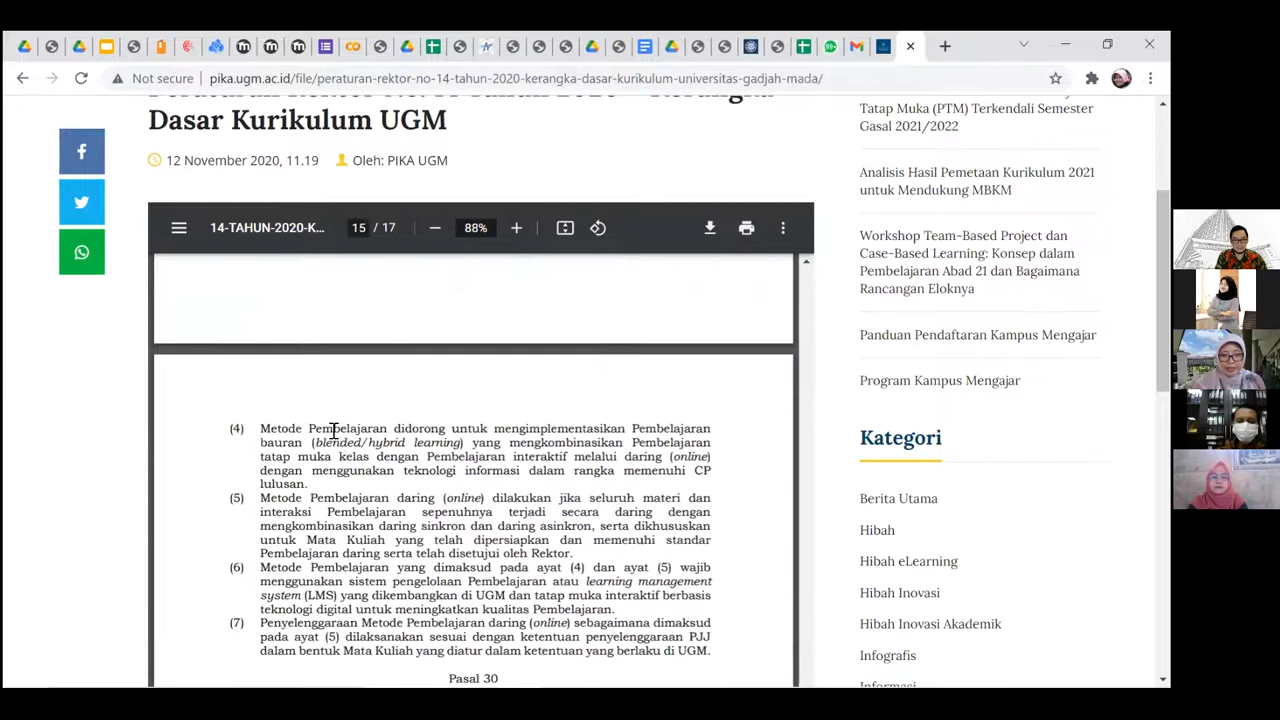 Not secure
pika.ugm.ac.id/file/peraturan-rektor-no-14-tahun-2020-kerangka-dasar-kurikulum-universitas-gadjah-mada/
Dasar Kurikulum UGM
12 November 2020, 11.19
Oleh: PIKA UGM
14-TAHUN-2020-K...
15 / 17
88%
(4) Metode Pembelajaran didorong untuk mengimplementasikan Pembelajaran
bauran (blended/hybrid learning) yang mengkombinasikan Pembelajaran
tatap muka kelas dengan Pembelajaran interaktif melalui daring (online)
dengan menggunakan teknologi informasi dalam rangka memenuhi CP
lulusan.
(5) Metode Pembelajaran daring (online) dilakukan jika seluruh materi dan
interaksi Pembelajaran sepenuhnya terjadi secara daring dengan
mengkombinasikan daring sinkron dan daring asinkron, serta dikhususkan
untuk Mata Kuliah yang telah dipersiapkan dan memenuhi standar
Pembelajaran daring serta telah disetujui oleh Rektor.
(6) Metode Pembelajaran yang dimaksud pada ayat (4) dan ayat (5) wajib
menggunakan sistem pengelolaan Pembelajaran atau learning management
system (LMS) yang dikembangkan di UGM dan tatap muka interaktif berbasis
teknologi digital untuk meningkatkan kualitas Pembelajaran.
(7) Penyelenggaraan Metode Pembelajaran daring (online) sebagaimana dimaksud
pada ayat (5) dilaksanakan sesuai dengan ketentuan penyelenggaraan PJJ
dalam bentuk Mata Kuliah yang diatur dalam ketentuan yang berlaku di UGM.
Pasal 30
Tatap Muka (PTM) Terkendali Semester
Gasal 2021/2022
Analisis Hasil Pemetaan Kurikulum 2021
untuk Mendukung MBKM
Workshop Team-Based Project dan
Case-Based Learning: Konsep dalam
Pembelajaran Abad 21 dan Bagaimana
Rancangan Eloknya
Panduan Pendaftaran Kampus Mengajar
Program Kampus Mengajar
Kategori
Berita Utama
Hibah
Hibah eLearning
Hibah Inovasi
Hibah Inovasi Akademik
Infografis